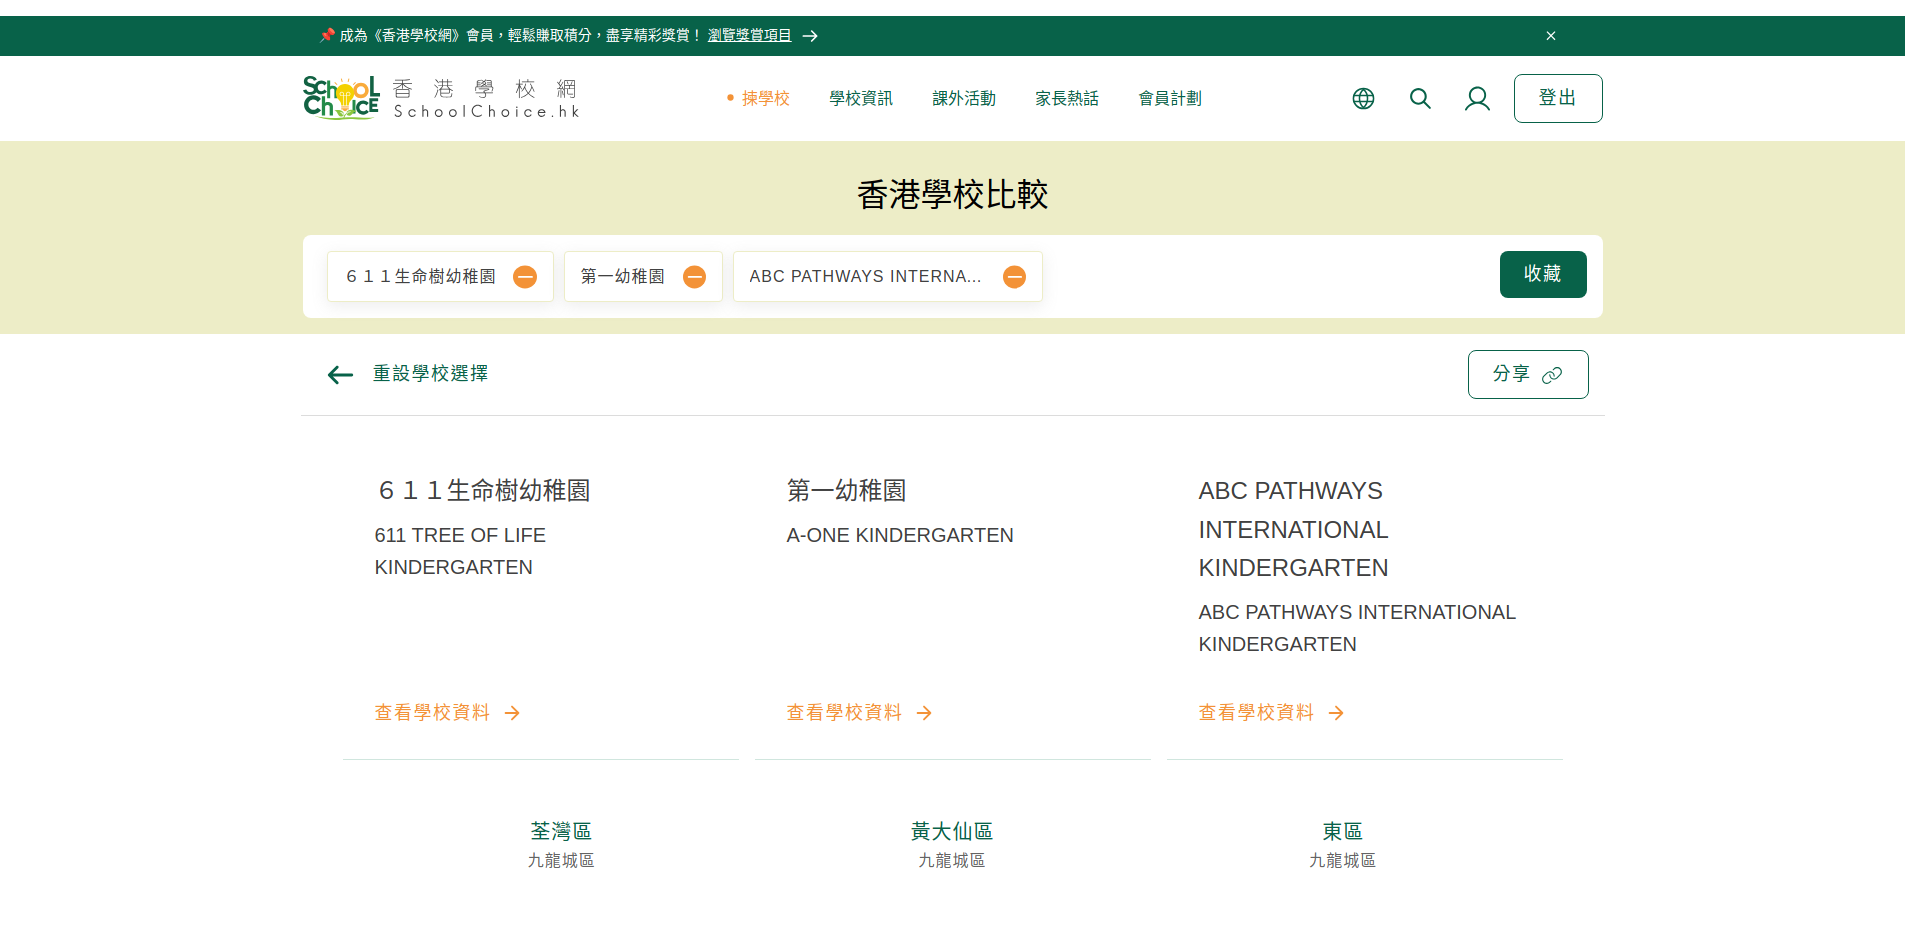 📌 成為《香港學校網》會員，輕鬆賺取積分，盡享精彩獎賞！ 瀏覽獎賞項目 →
SchooL ChoicE
香港學校網
SchoolChoice.hk
揀學校
學校資訊
課外活動
家長熱話
會員計劃
登出
香港學校比較
６１１生命樹幼稚園
第一幼稚園
ABC PATHWAYS INTERNA...
收藏
重設學校選擇
分享
６１１生命樹幼稚園
611 TREE OF LIFE
KINDERGARTEN
查看學校資料 →
第一幼稚園
A-ONE KINDERGARTEN
查看學校資料 →
ABC PATHWAYS
INTERNATIONAL
KINDERGARTEN
ABC PATHWAYS INTERNATIONAL
KINDERGARTEN
查看學校資料 →
荃灣區
九龍城區
黃大仙區
九龍城區
東區
九龍城區